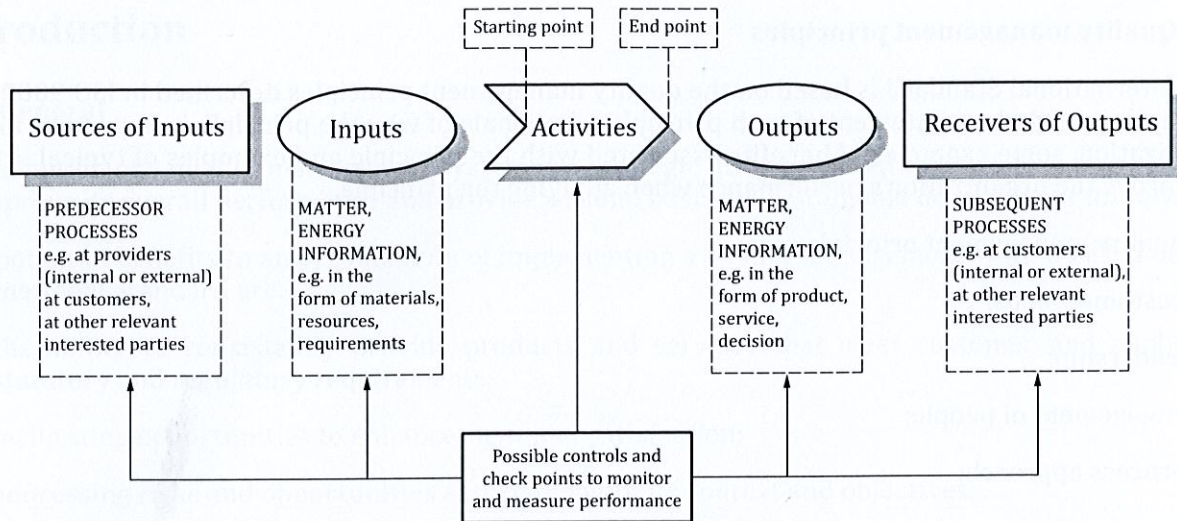 Starting point
End point
Sources of Inputs
Inputs
Activities
Outputs
Receivers of Outputs
PREDECESSOR
PROCESSES
e.g. at providers
(internal or external)
at customers,
at other relevant
interested parties
MATTER,
ENERGY
INFORMATION,
e.g. in the
form of materials,
resources,
requirements
MATTER,
ENERGY
INFORMATION,
e.g. in the
form of product,
service,
decision
SUBSEQUENT
PROCESSES
e.g. at customers
(internal or external),
at other relevant
interested parties
Possible controls and
check points to monitor
and measure performance